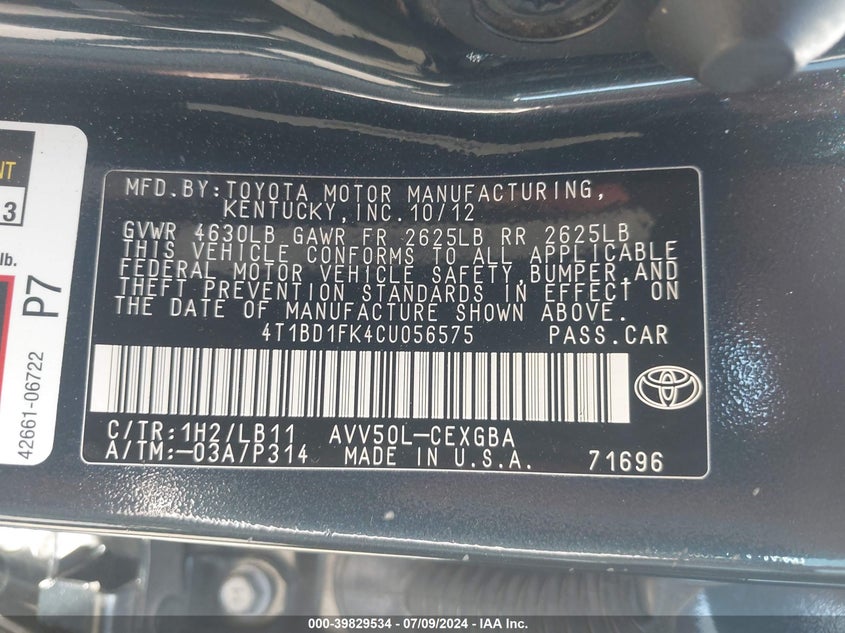 NT
3
lb.
P7
42661-06722
MFD.BY:TOYOTA MOTOR MANUFACTURING,
KENTUCKY,INC.10/12
GVWR 4630LB GAWR FR 2625LB RR 2625LB
THIS VEHICLE CONFORMS TO ALL APPLICABLE
FEDERAL MOTOR VEHICLE SAFETY,BUMPER,AND
THEFT PREVENTION STANDARDS IN EFFECT ON
THE DATE OF MANUFACTURE SHOWN ABOVE.
4T1BD1FK4CU056575 PASS.CAR
C/TR:1H2/LB11 AVV50L-CEXGBA
A/TM:-03A/P314 MADE IN U.S.A. 71696
000-39829534 / 07/09/2024 - IAA Inc.